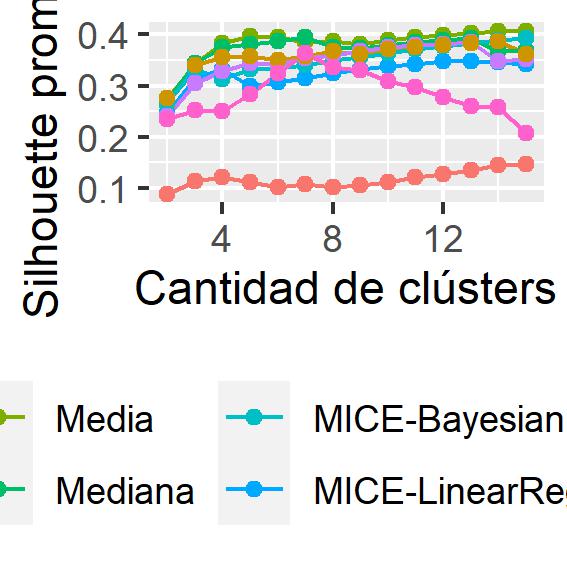 Silhouette prom
0.4
0.3
0.2
0.1
4 8 12
Cantidad de clústers
Media MICE-Bayesian
Mediana MICE-LinearReg